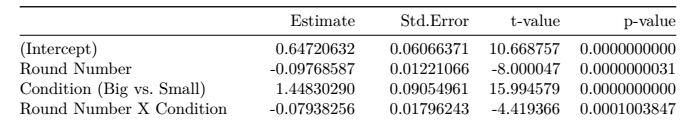 Estimate Std.Error t-value p-value
(Intercept) 0.64720632 0.06066371 10.668757 0.0000000000
Round Number -0.09768587 0.01221066 -8.000047 0.0000000031
Condition (Big vs. Small) 1.44830290 0.09054961 15.994579 0.0000000000
Round Number X Condition -0.07938256 0.01796243 -4.419366 0.0001003847